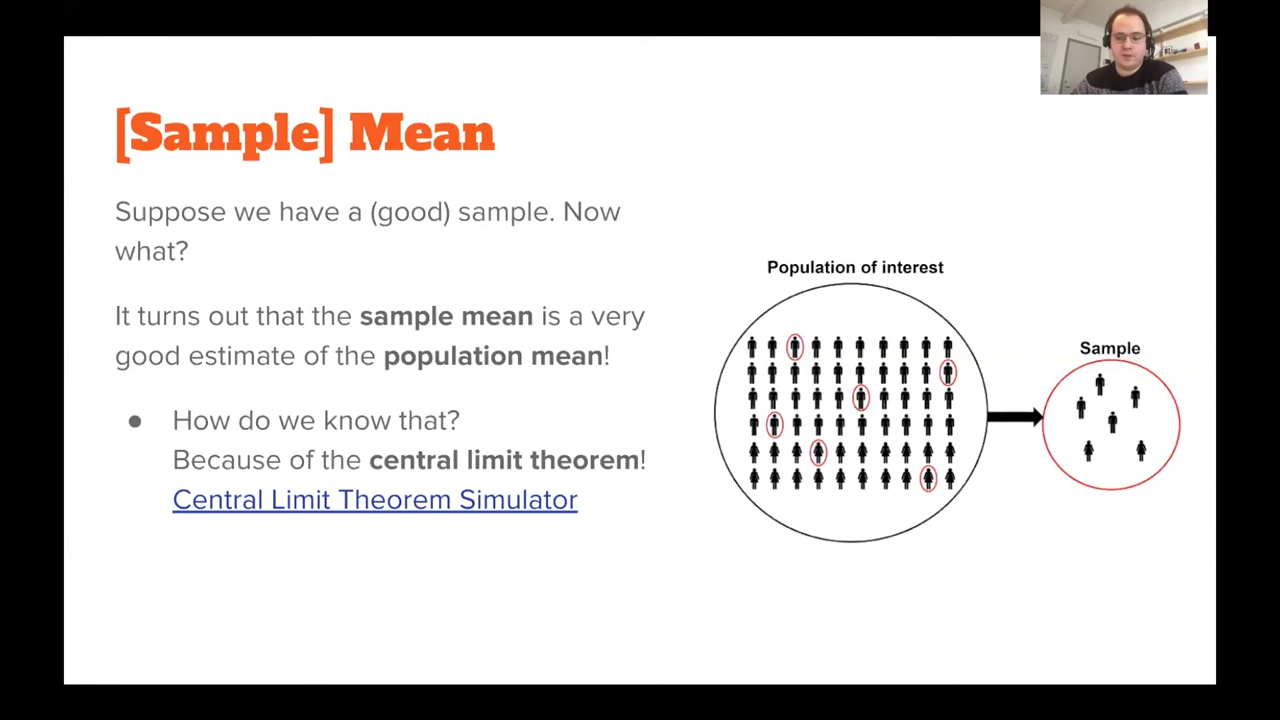 [Sample] Mean
Suppose we have a (good) sample. Now
what?
It turns out that the sample mean is a very
good estimate of the population mean!
● How do we know that?
Because of the central limit theorem!
Central Limit Theorem Simulator
Population of interest
Sample